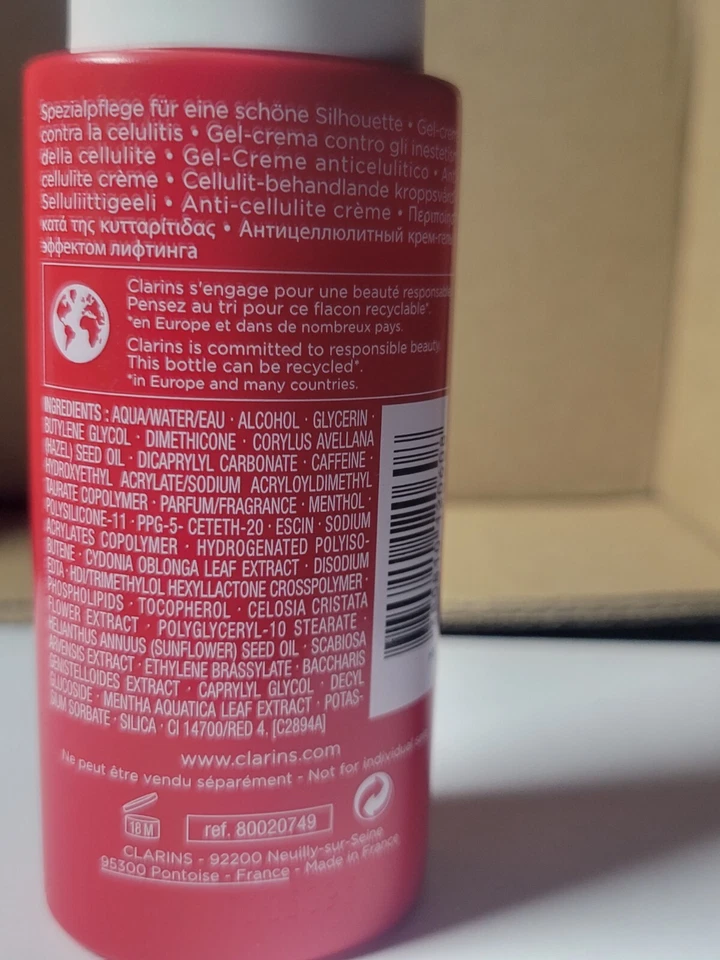 Spezialpflege für eine schöne Silhouette • Gel-crem
contra la celulitis • Gel-crema contro gli inestet
della cellulite • Gel-Creme anticelulítico •
cellulite crème • Cellulit-behandlande kroppsvå
Selluliittigeeli • Anti-cellulite crème •
κατά της κυτταρίτιδας • Антицеллюлитный крем-гель
эффектом лифтинга
Clarins s'engage pour une beauté responsable
Pensez au tri pour ce flacon recyclable*.
*en Europe et dans de nombreux pays.
Clarins is committed to responsible beauty.
This bottle can be recycled*.
*in Europe and many countries.
INGREDIENTS : AQUA/WATER/EAU · ALCOHOL · GLYCERIN ·
BUTYLENE GLYCOL · DIMETHICONE · CORYLUS AVELLANA
(HAZEL) SEED OIL · DICAPRYLYL CARBONATE · CAFFEINE ·
HYDROXYETHYL ACRYLATE/SODIUM ACRYLOYLDIMETHYL
TAURATE COPOLYMER · PARFUM/FRAGRANCE · MENTHOL ·
POLYSILICONE-11 · PPG-5- CETETH-20 · ESCIN · SODIUM
ACRYLATES COPOLYMER · HYDROGENATED POLYISO-
BUTENE · CYDONIA OBLONGA LEAF EXTRACT · DISODIUM
EDTA · HDI/TRIMETHYLOL HEXYLLACTONE CROSSPOLYMER ·
PHOSPHOLIPIDS · TOCOPHEROL · CELOSIA CRISTATA
FLOWER EXTRACT · POLYGLYCERYL-10 STEARATE ·
HELIANTHUS ANNUUS (SUNFLOWER) SEED OIL · SCABIOSA
ARVENSIS EXTRACT · ETHYLENE BRASSYLATE · BACCHARIS
GENISTELLOIDES EXTRACT · CAPRYLYL GLYCOL · DECYL
GLUCOSIDE · MENTHA AQUATICA LEAF EXTRACT · POTAS-
SIUM SORBATE · SILICA · CI 14700/RED 4. [C2894A]
www.clarins.com
Ne peut être vendu séparément - Not for individual
18 M
ref. 80020749
CLARINS - 92200 Neuilly-sur-Seine
95300 Pontoise - France - Made in France